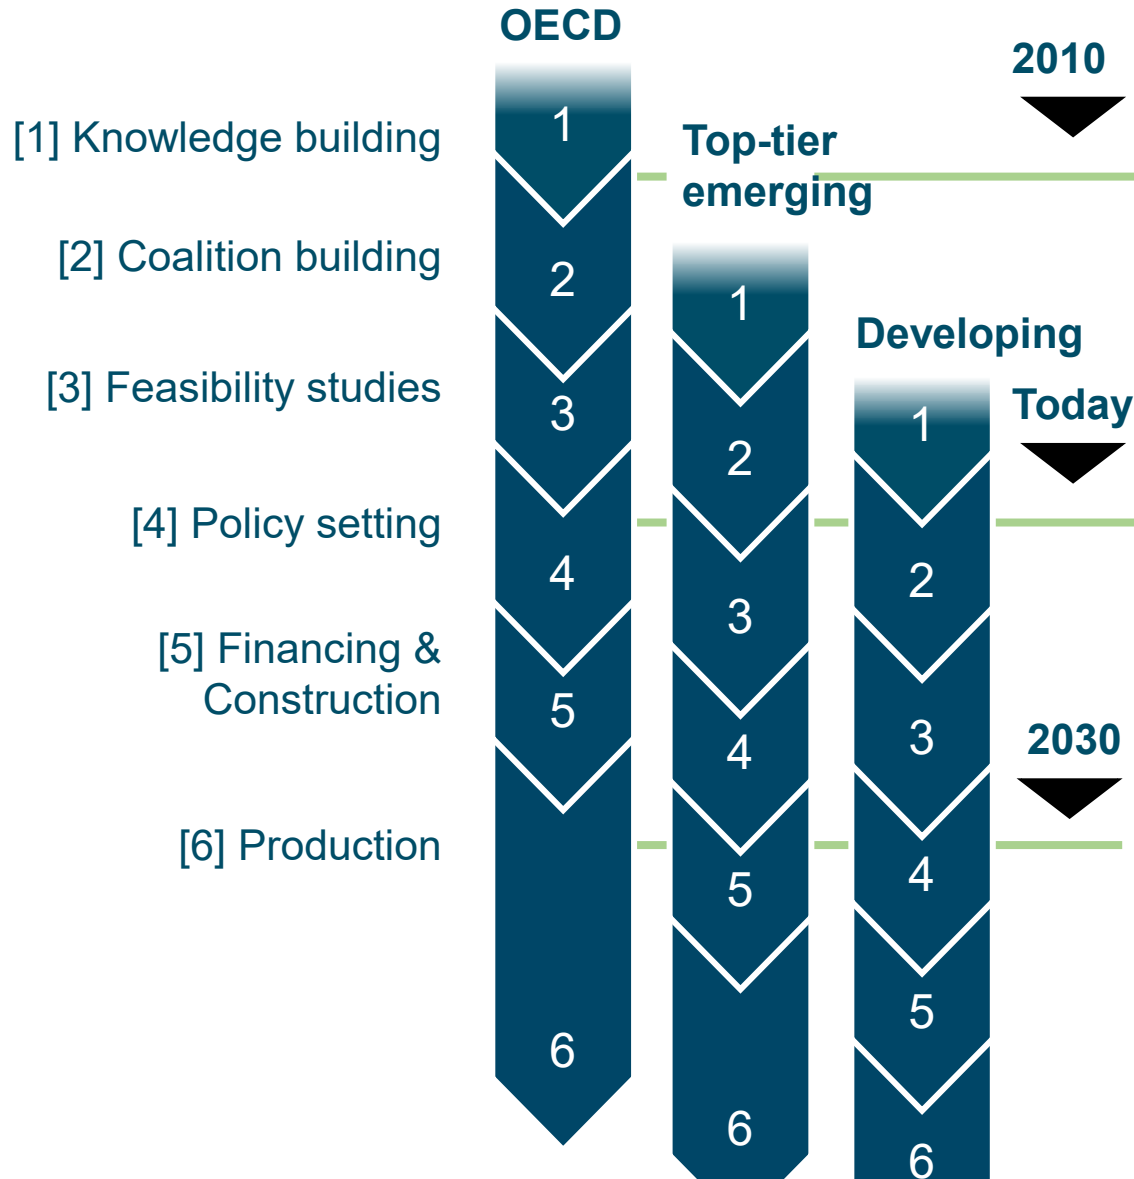 OECD
2010
[1] Knowledge building
1
Top-tier
emerging
[2] Coalition building
2
1
Developing
[3] Feasibility studies
3
2
1
Today
[4] Policy setting
4
3
2
[5] Financing &
Construction
5
4
3
2030
[6] Production
5
4
6
5
6
6